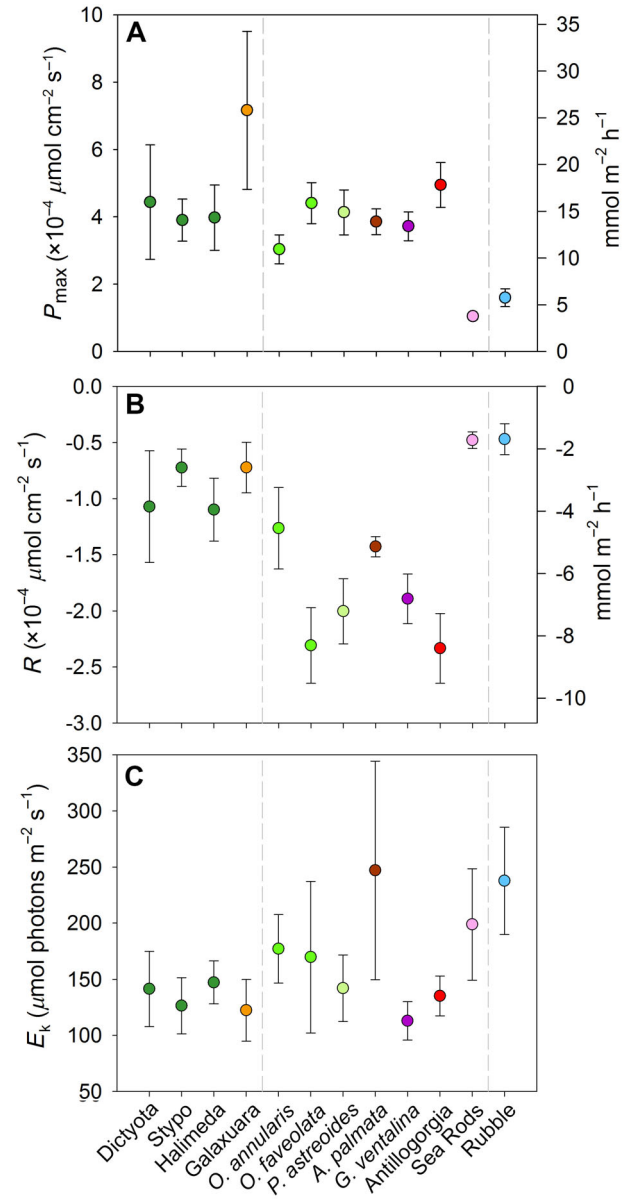 A
10
8
6
4
2
0
Pmax (×10⁻⁴ μmol cm⁻² s⁻¹)
35
30
25
20
15
10
5
0
mmol m⁻² h⁻¹
B
0.0
-0.5
-1.0
-1.5
-2.0
-2.5
-3.0
R (×10⁻⁴ μmol cm⁻² s⁻¹)
0
-2
-4
-6
-8
-10
mmol m⁻² h⁻¹
C
350
300
250
200
150
100
50
Ek (μmol photons m⁻² s⁻¹)
Dictyota
Stypo
Halimeda
Galaxuara
O. annularis
O. faveolata
P. astreoides
A. palmata
G. ventalina
Antillogorgia
Sea Rods
Rubble